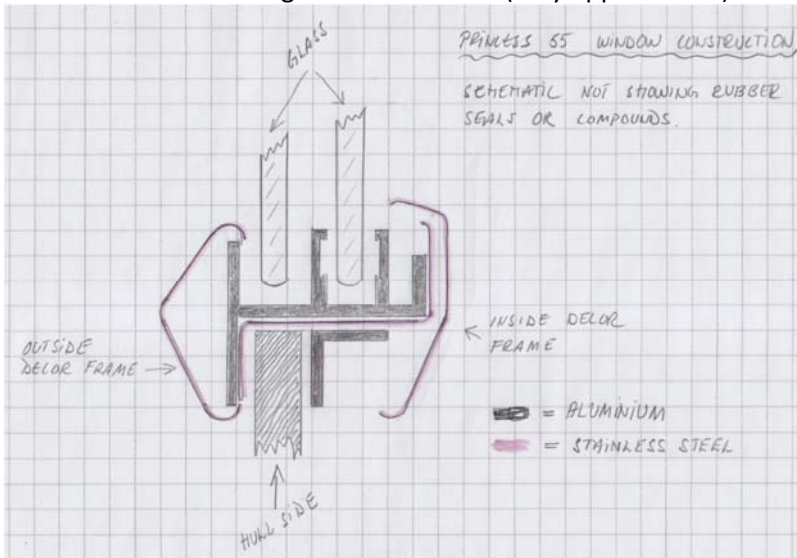 GLASS
PRINCESS 55 WINDOW CONSTRUCTION
SCHEMATIC NOT SHOWING RUBBER
SEALS OR COMPOUNDS.
OUTSIDE
DECOR FRAME
INSIDE DECOR
FRAME
= ALUMINIUM
= STAINLESS STEEL
HULL SIDE